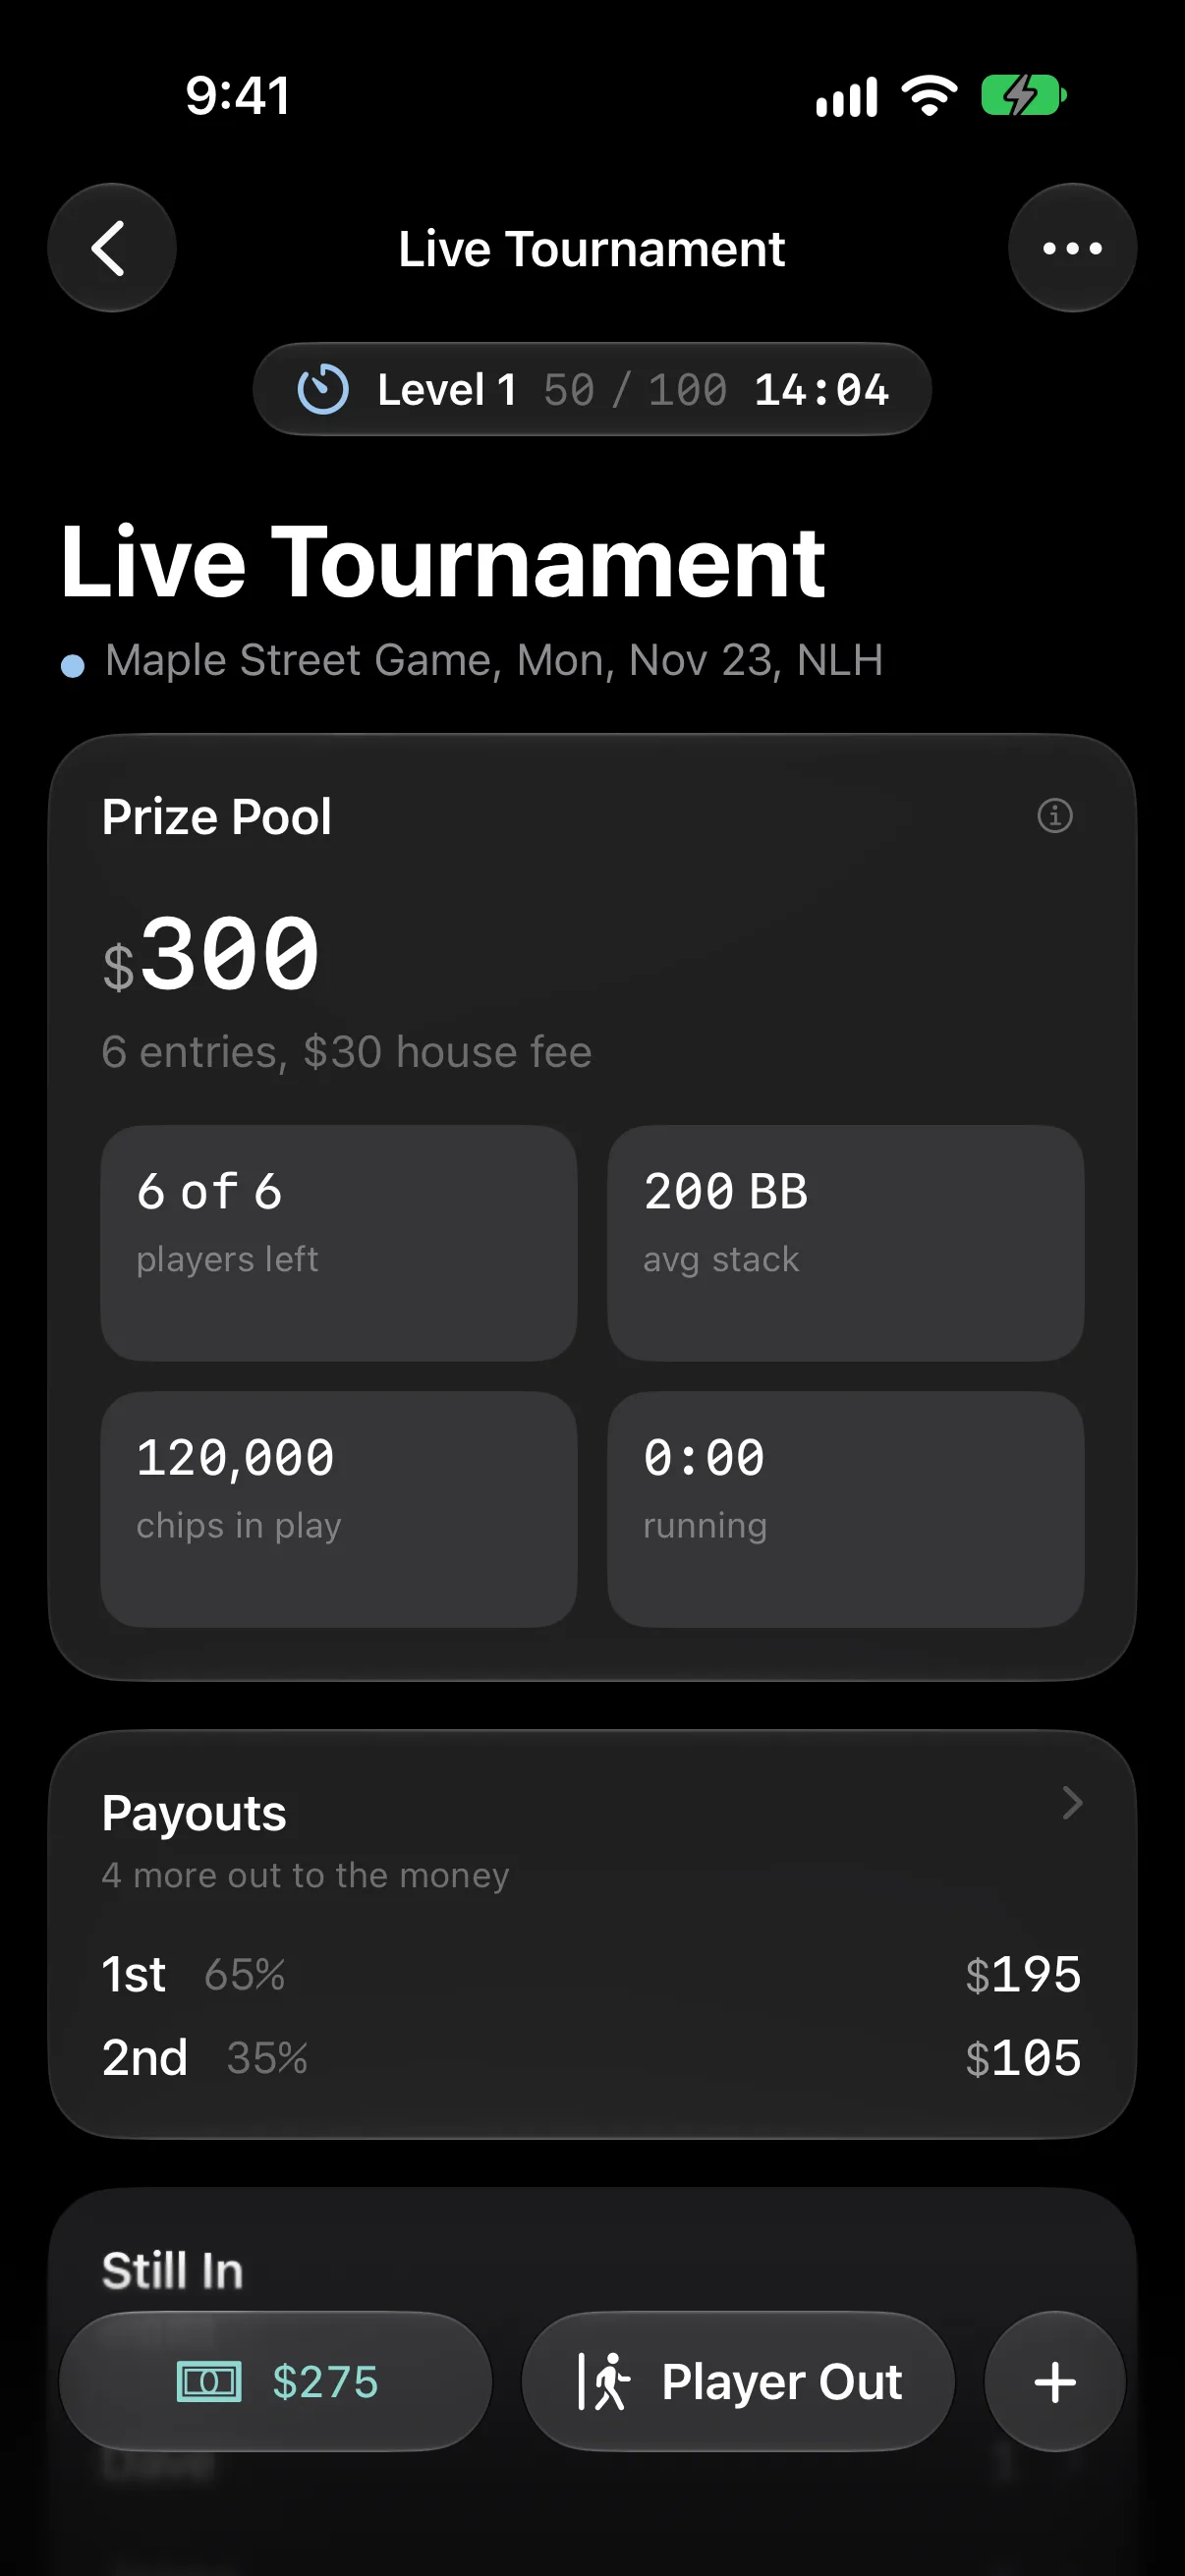 9:41
Live Tournament
Level 1 50 / 100 14:04
Live Tournament
Maple Street Game, Mon, Nov 23, NLH
Prize Pool
$300
6 entries, $30 house fee
6 of 6 200 BB
players left avg stack
120,000 0:00
chips in play running
Payouts
4 more out to the money
1st 65% $195
2nd 35% $105
Still In
$275 Player Out
Dave 1